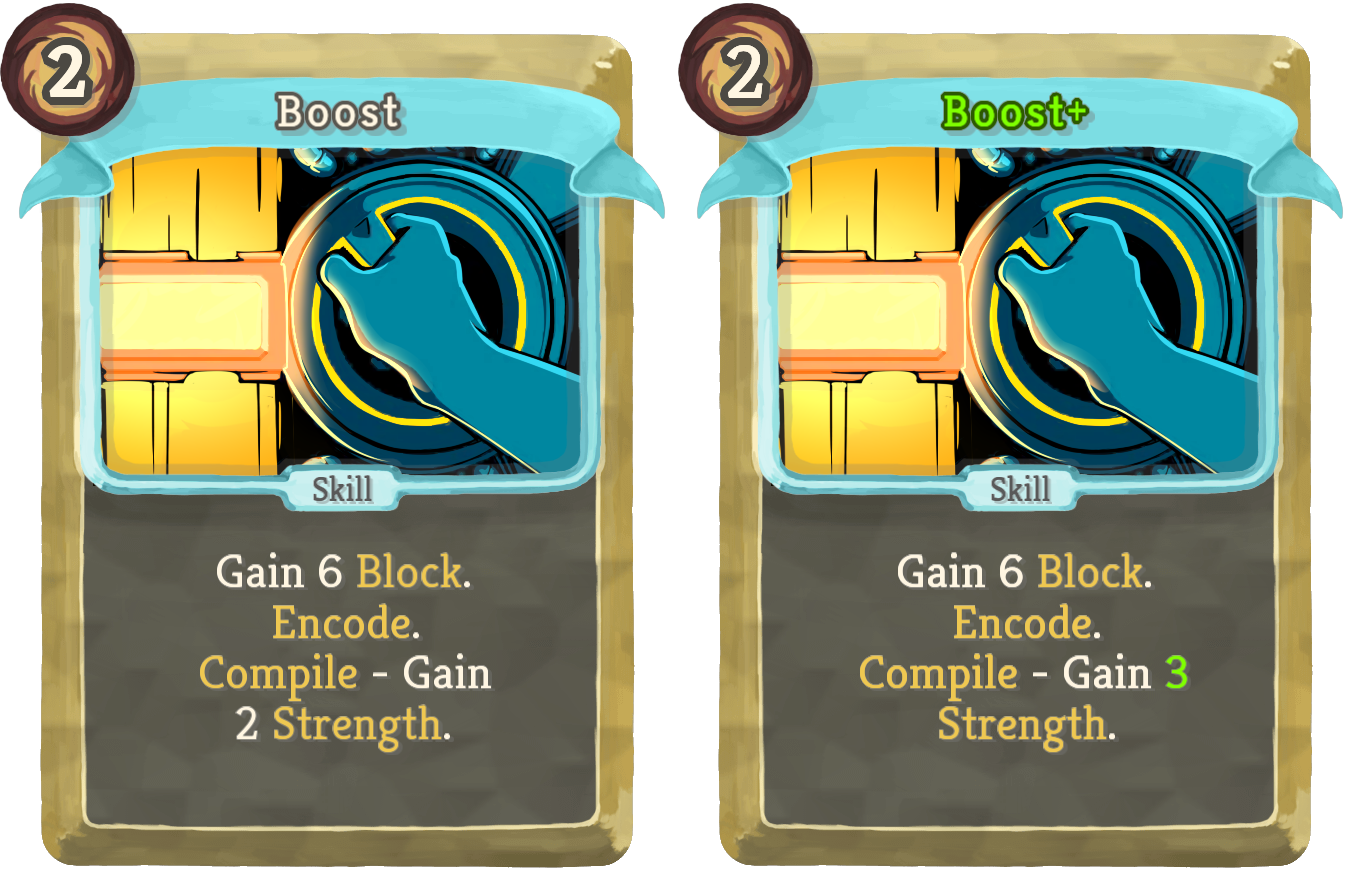 2
Boost
Skill
Gain 6 Block.
Encode.
Compile - Gain
2 Strength.
2
Boost+
Skill
Gain 6 Block.
Encode.
Compile - Gain 3
Strength.